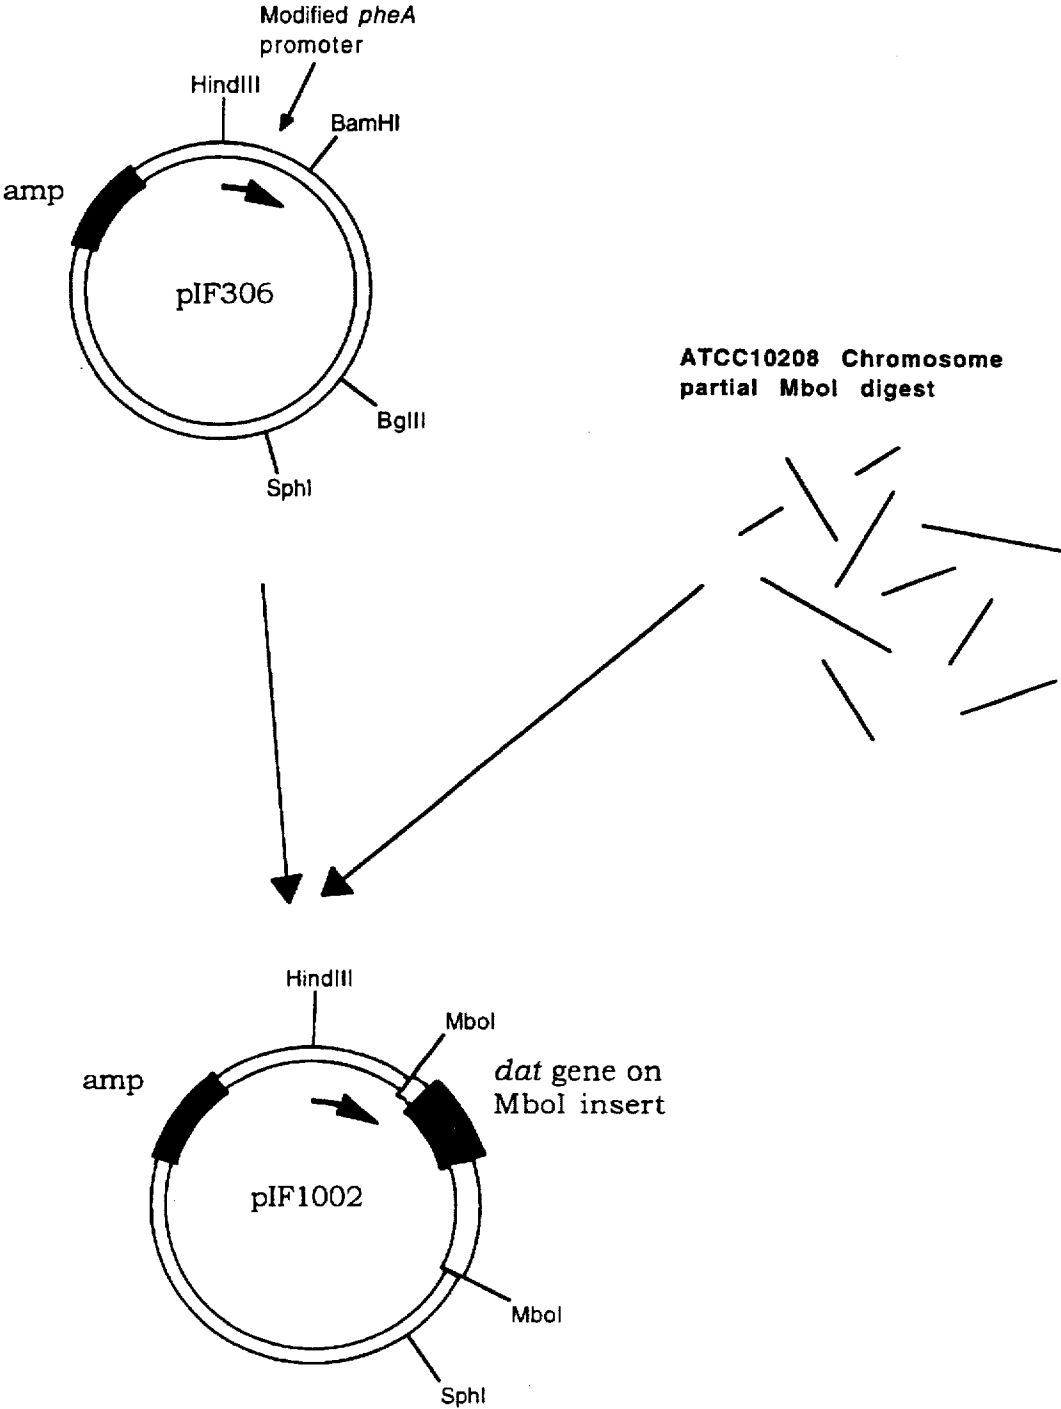 Modified pheA
promoter
HindIII
BamHI
amp
pIF306
BglII
SphI
ATCC10208 Chromosome
partial MboI digest
HindIII
MboI
amp
dat gene on
MboI insert
pIF1002
MboI
SphI